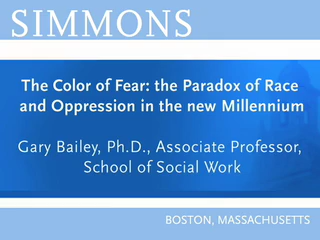 SIMMONS
The Color of Fear: the Paradox of Race
and Oppression in the new Millennium
Gary Bailey, Ph.D., Associate Professor,
School of Social Work
BOSTON, MASSACHUSETTS